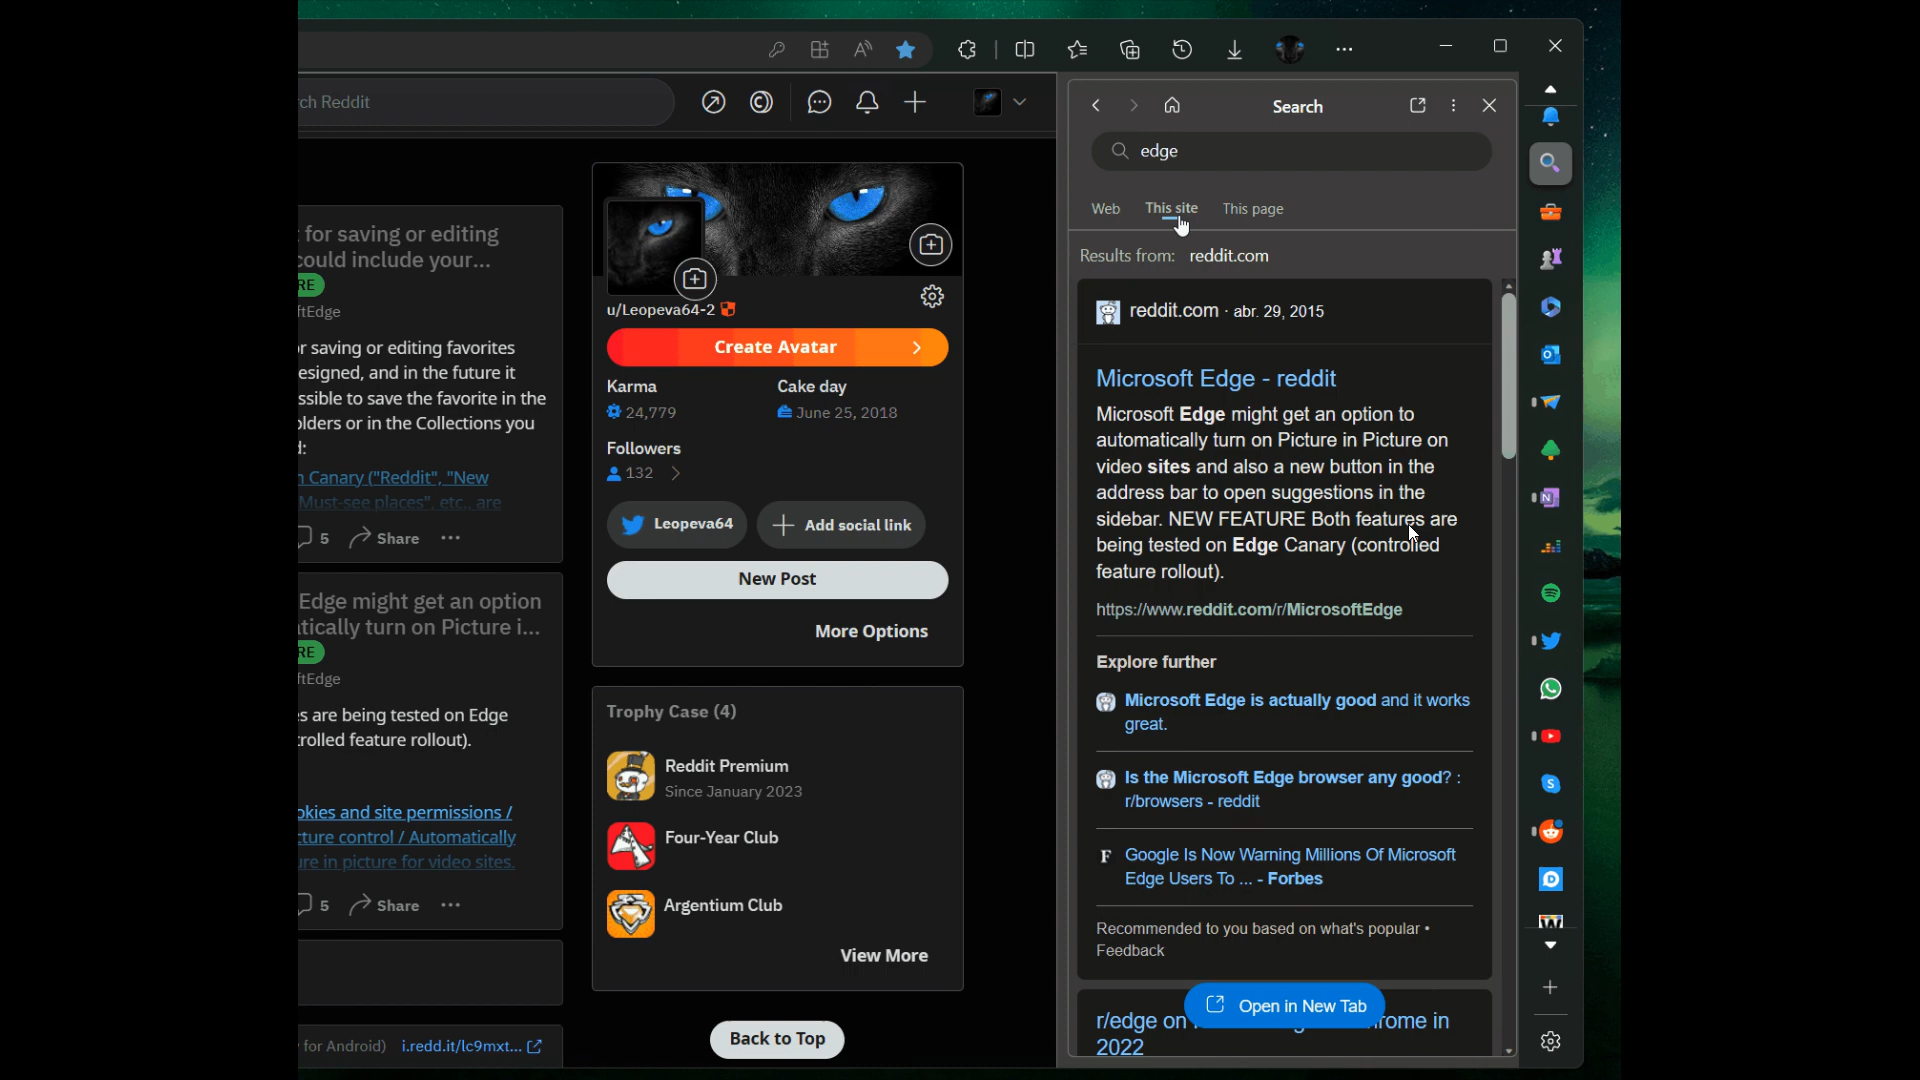 ch Reddit
for saving or editing
could include your...
RE
ftEdge
r saving or editing favorites
esigned, and in the future it
ssible to save the favorite in the
olders or in the Collections you
d:
n Canary ("Reddit", "New
Must-see places", etc., are
5 Share
Edge might get an option
tically turn on Picture i...
RE
ftEdge
s are being tested on Edge
trolled feature rollout).
okies and site permissions /
cture control / Automatically
ure in picture for video sites.
5 Share
for Android) i.redd.it/lc9mxt...
u/Leopeva64-2
Create Avatar
Karma Cake day
24,779 June 25, 2018
Followers
132
Leopeva64 Add social link
New Post
More Options
Trophy Case (4)
Reddit Premium
Since January 2023
Four-Year Club
Argentium Club
View More
Back to Top
Search
edge
Web This site This page
Results from: reddit.com
reddit.com · abr. 29, 2015
Microsoft Edge - reddit
Microsoft Edge might get an option to
automatically turn on Picture in Picture on
video sites and also a new button in the
address bar to open suggestions in the
sidebar. NEW FEATURE Both features are
being tested on Edge Canary (controlled
feature rollout).
https://www.reddit.com/r/MicrosoftEdge
Explore further
Microsoft Edge is actually good and it works
great.
Is the Microsoft Edge browser any good? :
r/browsers - reddit
F Google Is Now Warning Millions Of Microsoft
Edge Users To ... - Forbes
Recommended to you based on what's popular •
Feedback
Open in New Tab
r/edge on rome in
2022